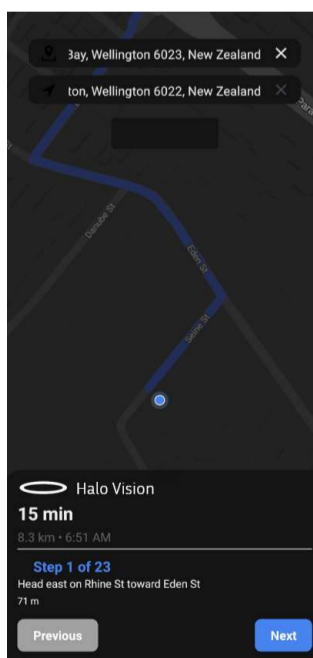 3ay, Wellington 6023, New Zealand
ton, Wellington 6022, New Zealand
Para
Danube St
Eden St
Seine St
Halo Vision
15 min
8.3 km • 6:51 AM
Step 1 of 23
Head east on Rhine St toward Eden St
71 m
Previous
Next